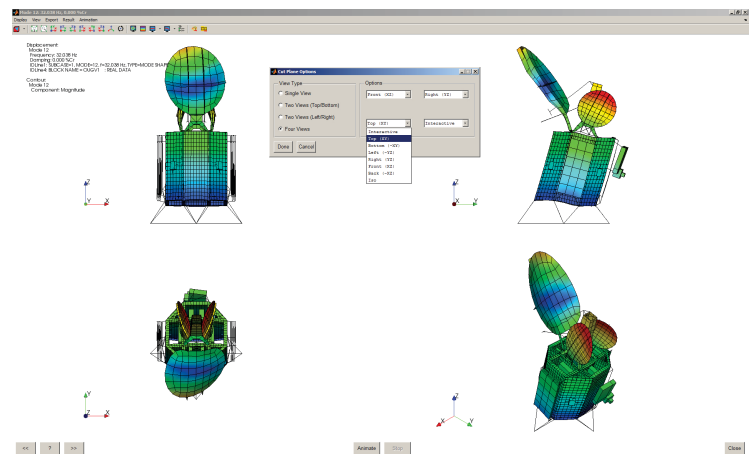 Mode 12: 32.038 Hz, 0.000 %cr
Display View Export Result Animation
Displacement:
Mode 12
Frequency: 32.038 Hz
Damping: 0.000 %Cr
IDLine1: SUBCASE=1, MODE=12, f=32.038 Hz, TYPE=MODE SHAPE
IDLine4: BLOCK NAME = OUGV1 : REAL DATA
Contour:
Mode 12
Component: Magnitude
Cut Plane Options
View Type
Options
Single View
Front (XZ)
Right (YZ)
Two Views (Top/Bottom)
Two Views (Left/Right)
Top (XY)
Interactive
Four Views
Interactive
Top (XY)
Bottom (-XY)
Left (-YZ)
Right (YZ)
Front (XZ)
Back (-XZ)
Iso
Done
Cancel
Z
Y
X
Z
X
Y
Y
Z
X
Z
X
Y
<<
?
>>
Animate
Stop
Close